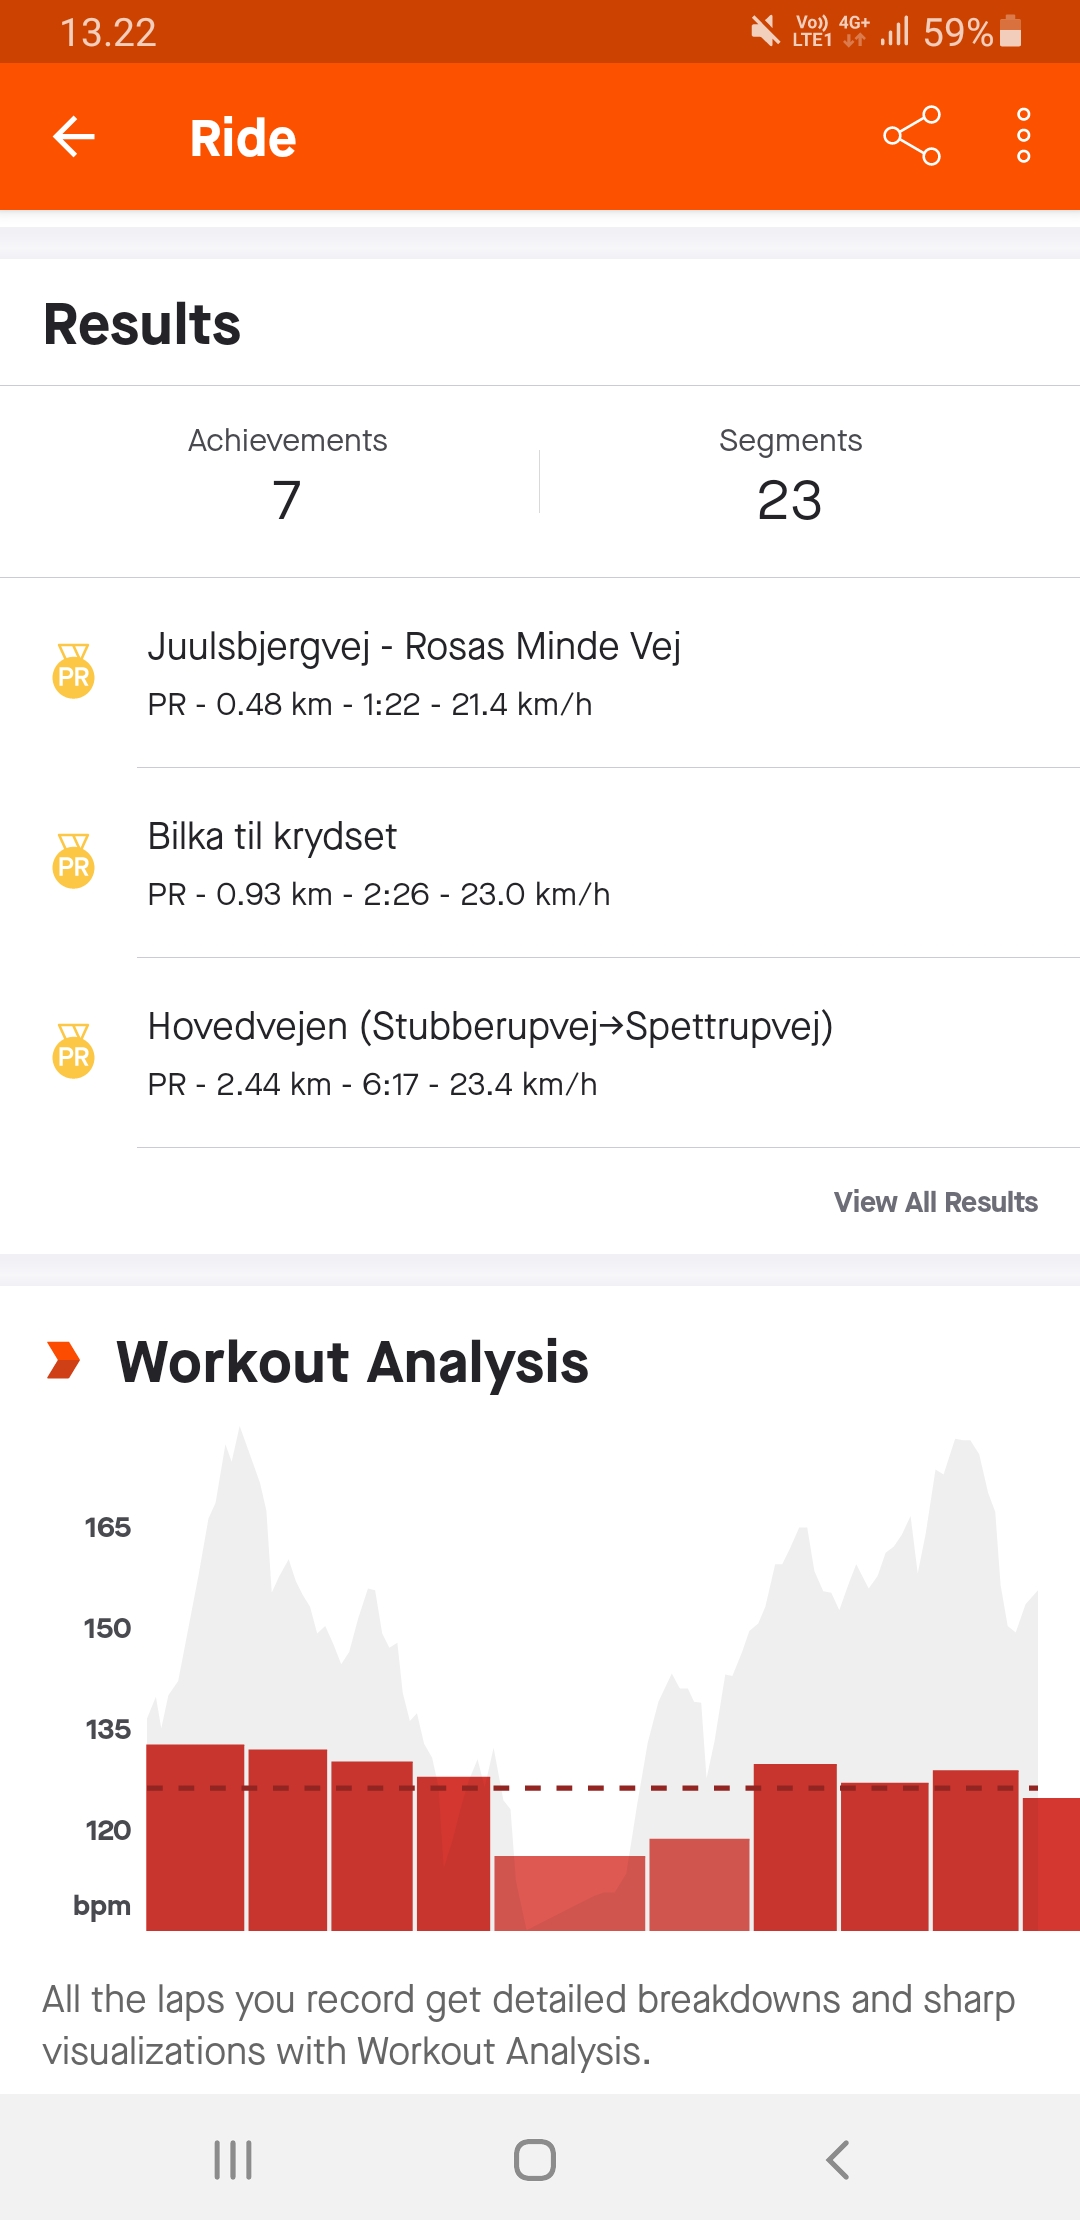 13.22
Vo)) 4G+
LTE1
59%
Ride
Results
Achievements
Segments
7
23
PR
Juulsbjergvej - Rosas Minde Vej
PR - 0.48 km - 1:22 - 21.4 km/h
PR
Bilka til krydset
PR - 0.93 km - 2:26 - 23.0 km/h
PR
Hovedvejen (Stubberupvej→Spettrupvej)
PR - 2.44 km - 6:17 - 23.4 km/h
View All Results
Workout Analysis
165
150
135
120
bpm
All the laps you record get detailed breakdowns and sharp
visualizations with Workout Analysis.